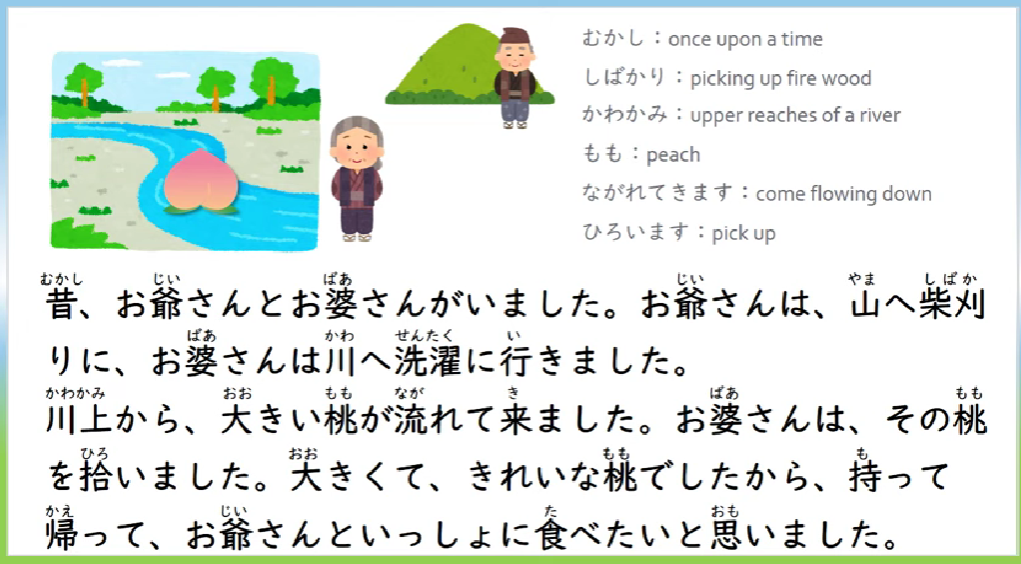 むかし：once upon a time
しばかり：picking up fire wood
かわかみ：upper reaches of a river
もも：peach
ながれてきます：come flowing down
ひろいます：pick up
むかし じい ばあ じい やま しばか
昔、お爺さんとお婆さんがいました。お爺さんは、山へ柴刈
ばあ かわ せんたく い
りに、お婆さんは川へ洗濯に行きました。
かわかみ おお もも なが き ばあ もも
川上から、大きい桃が流れて来ました。お婆さんは、その桃
ひろ おお もも も
を拾いました。大きくて、きれいな桃でしたから、持って
かえ じい た おも
帰って、お爺さんといっしょに食べたいと思いました。